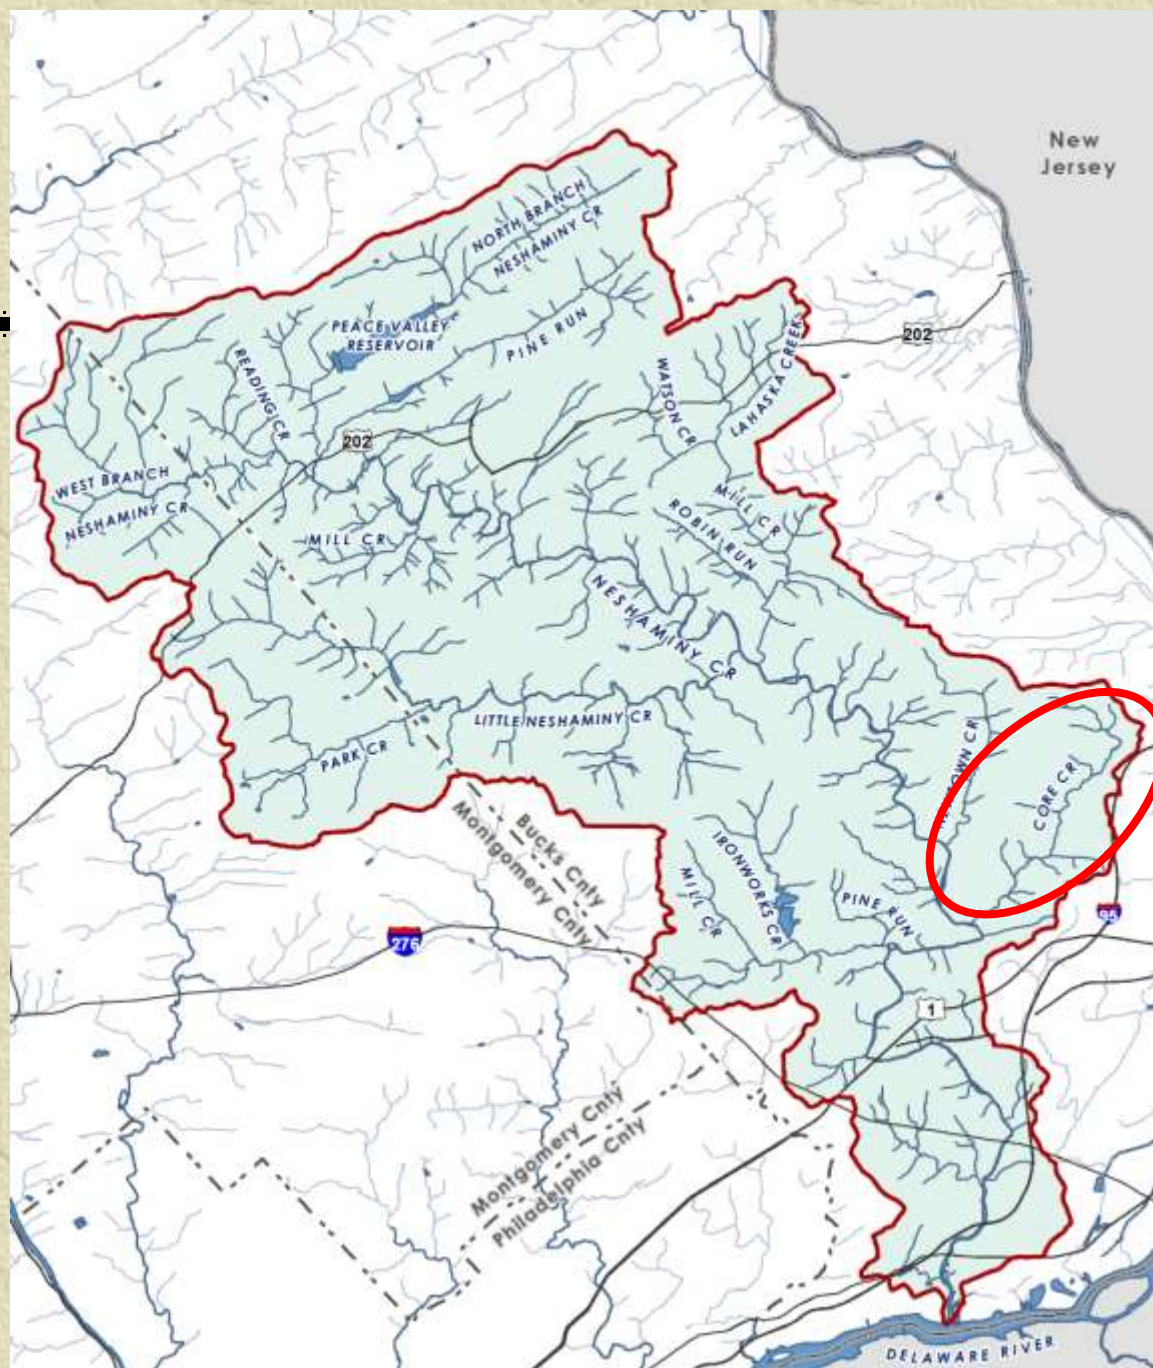 New
Jersey
NORTH BRANCH
NESHAMINY CR
PEACE VALLEY
RESERVOIR
PINE RUN
202
READING CR
WATSON CR
LAHASKA CREEK
202
WEST BRANCH
NESHAMINY CR
MILL CR
MILL CR
ROBIN RUN
NESHAMINY CR
LITTLE NESHAMINY CR
PARK CR
CORE CR
Bucks Cnty
Montgomery Cnty
IRONWORKS CR
MILL CR
PINE RUN
276
95
1
Montgomery Cnty
Philadelphia Cnty
DELAWARE RIVER